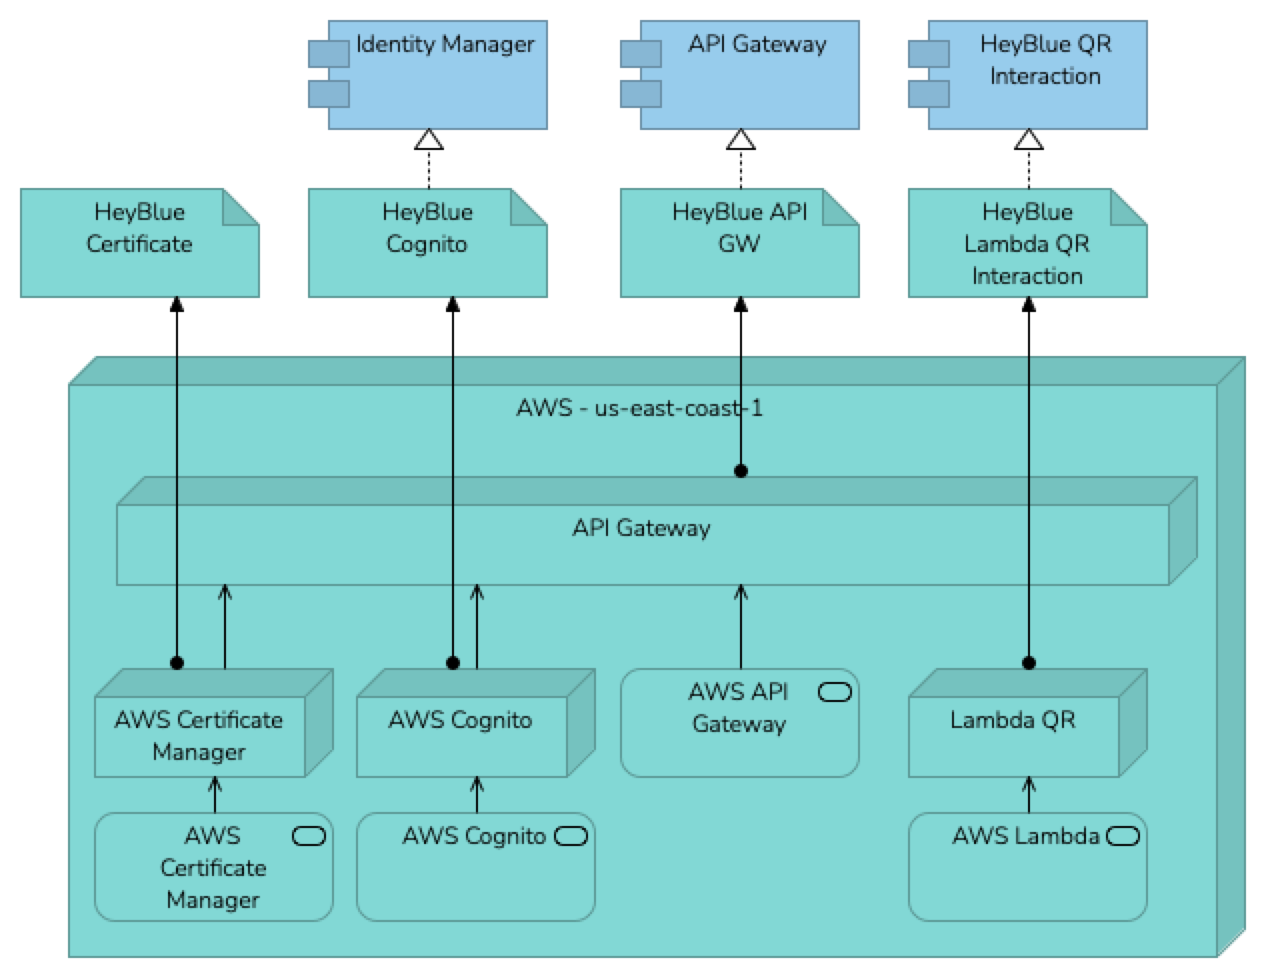 Identity Manager
API Gateway
HeyBlue QR
Interaction
HeyBlue
Certificate
HeyBlue
Cognito
HeyBlue API
GW
HeyBlue
Lambda QR
Interaction
AWS - us-east-coast-1
API Gateway
AWS Certificate
Manager
AWS Cognito
AWS API
Gateway
Lambda QR
AWS
Certificate
Manager
AWS Cognito
AWS Lambda